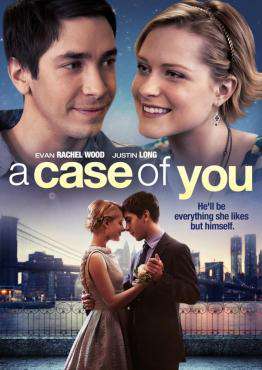 EVAN RACHEL WOOD JUSTIN LONG
a case of you
He'll be
everything she likes
but himself.